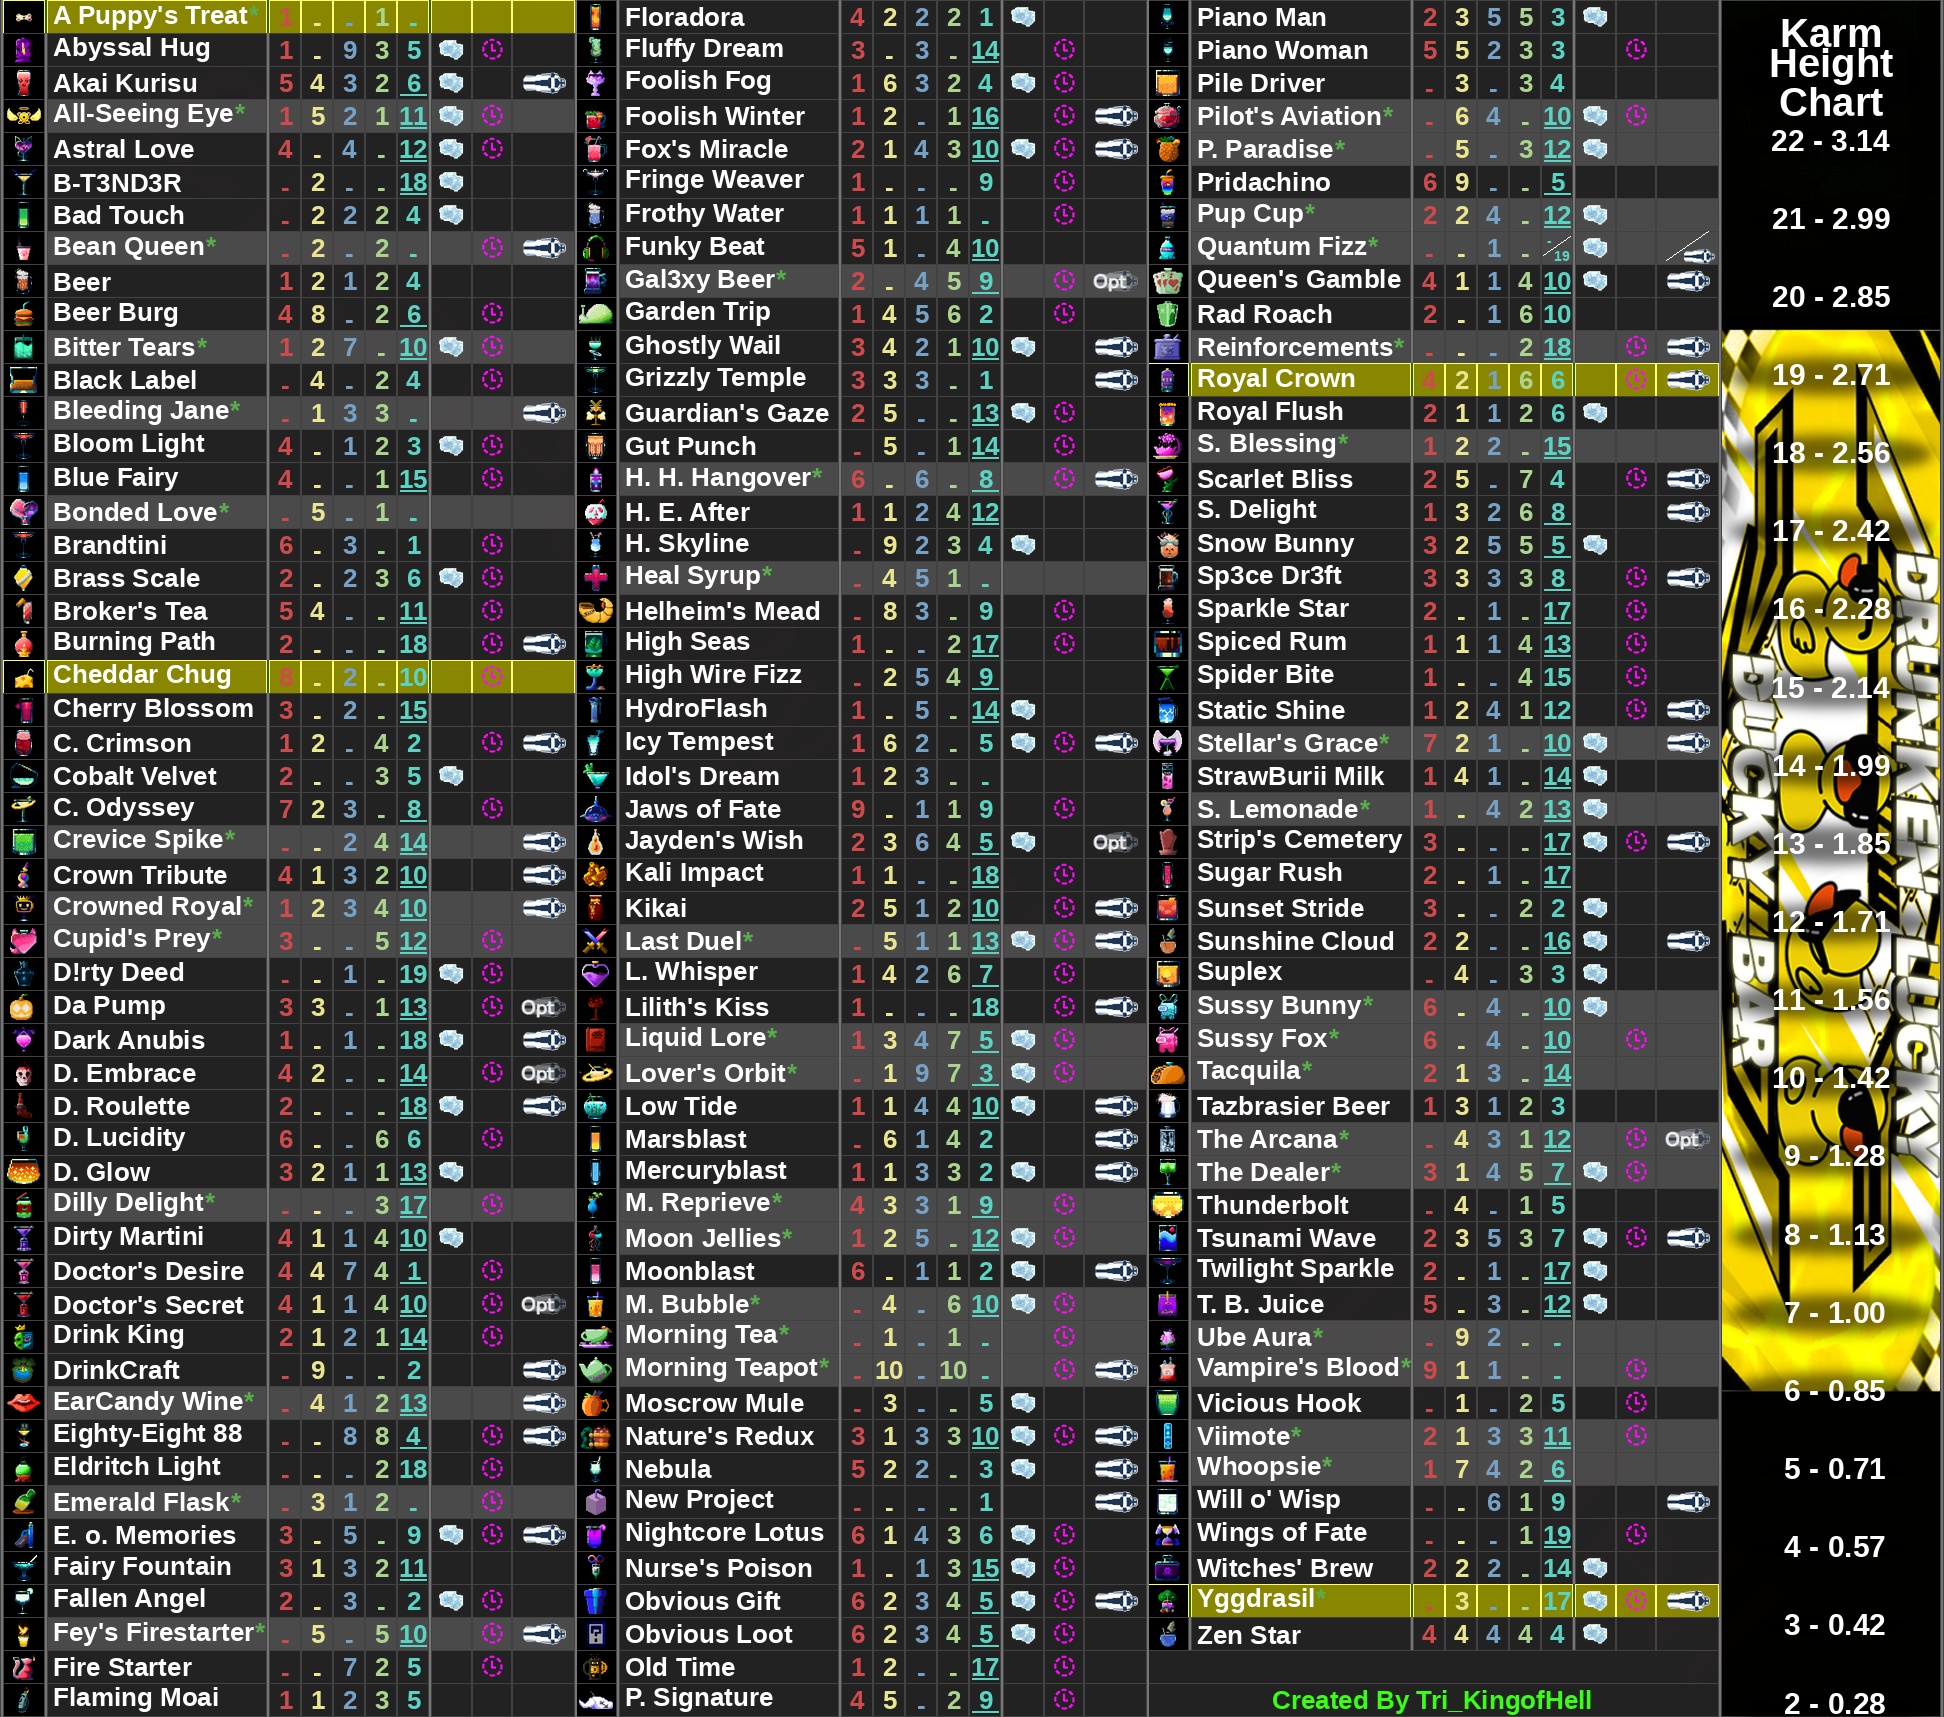 A Puppy's Treat* 1 - - 1 -
Abyssal Hug 1 - 9 3 5
Akai Kurisu 5 4 3 2 6
All-Seeing Eye* 1 5 2 1 11
Astral Love 4 - 4 - 12
B-T3ND3R - 2 - - 18
Bad Touch - 2 2 2 4
Bean Queen* - 2 - 2 -
Beer 1 2 1 2 4
Beer Burg 4 8 - 2 6
Bitter Tears* 1 2 7 - 10
Black Label - 4 - 2 4
Bleeding Jane* - 1 3 3 -
Bloom Light 4 - 1 2 3
Blue Fairy 4 - - 1 15
Bonded Love* - 5 - 1 -
Brandtini 6 - 3 - 1
Brass Scale 2 - 2 3 6
Broker's Tea 5 4 - - 11
Burning Path 2 - - - 18
Cheddar Chug 8 - 2 - 10
Cherry Blossom 3 - 2 - 15
C. Crimson 1 2 - 4 2
Cobalt Velvet 2 - - 3 5
C. Odyssey 7 2 3 - 8
Crevice Spike* - - 2 4 14
Crown Tribute 4 1 3 2 10
Crowned Royal* 1 2 3 4 10
Cupid's Prey* 3 - - 5 12
D!rty Deed - - 1 - 19
Da Pump 3 3 - 1 13 Opt
Dark Anubis 1 - 1 - 18
D. Embrace 4 2 - - 14 Opt
D. Roulette 2 - - - 18
D. Lucidity 6 - - 6 6
D. Glow 3 2 1 1 13
Dilly Delight* - - - 3 17
Dirty Martini 4 1 1 4 10
Doctor's Desire 4 4 7 4 1
Doctor's Secret 4 1 1 4 10 Opt
Drink King 2 1 2 1 14
DrinkCraft - 9 - - 2
EarCandy Wine* - 4 1 2 13
Eighty-Eight 88 - - 8 8 4
Eldritch Light - - - 2 18
Emerald Flask* - 3 1 2 -
E. o. Memories 3 - 5 - 9
Fairy Fountain 3 1 3 2 11
Fallen Angel 2 - 3 - 2
Fey's Firestarter* - 5 - 5 10
Fire Starter - - 7 2 5
Flaming Moai 1 1 2 3 5
Floradora 4 2 2 2 1
Fluffy Dream 3 - 3 - 14
Foolish Fog 1 6 3 2 4
Foolish Winter 1 2 - 1 16
Fox's Miracle 2 1 4 3 10
Fringe Weaver 1 - - - 9
Frothy Water 1 1 1 1 -
Funky Beat 5 1 - 4 10
Gal3xy Beer* 2 - 4 5 9 Opt
Garden Trip 1 4 5 6 2
Ghostly Wail 3 4 2 1 10
Grizzly Temple 3 3 3 - 1
Guardian's Gaze 2 5 - - 13
Gut Punch - 5 - 1 14
H. H. Hangover* 6 - 6 - 8
H. E. After 1 1 2 4 12
H. Skyline - 9 2 3 4
Heal Syrup* - 4 5 1 -
Helheim's Mead - 8 3 - 9
High Seas 1 - - 2 17
High Wire Fizz - 2 5 4 9
HydroFlash 1 - 5 - 14
Icy Tempest 1 6 2 - 5
Idol's Dream 1 2 3 - -
Jaws of Fate 9 - 1 1 9
Jayden's Wish 2 3 6 4 5 Opt
Kali Impact 1 1 - - 18
Kikai 2 5 1 2 10
Last Duel* - 5 1 1 13
L. Whisper 1 4 2 6 7
Lilith's Kiss 1 - - - 18
Liquid Lore* 1 3 4 7 5
Lover's Orbit* - 1 9 7 3
Low Tide 1 1 4 4 10
Marsblast - 6 1 4 2
Mercuryblast 1 1 3 3 2
M. Reprieve* 4 3 3 1 9
Moon Jellies* 1 2 5 - 12
Moonblast 6 - 1 1 2
M. Bubble* - 4 - 6 10
Morning Tea* - 1 - 1 -
Morning Teapot* - 10 - 10 -
Moscrow Mule - 3 - - 5
Nature's Redux 3 1 3 3 10
Nebula 5 2 2 - 3
New Project - - - - 1
Nightcore Lotus 6 1 4 3 6
Nurse's Poison 1 - 1 3 15
Obvious Gift 6 2 3 4 5
Obvious Loot 6 2 3 4 5
Old Time 1 2 - - 17
P. Signature 4 5 - 2 9
Piano Man 2 3 5 5 3
Piano Woman 5 5 2 3 3
Pile Driver - 3 - 3 4
Pilot's Aviation* - 6 4 - 10
P. Paradise* - 5 - 3 12
Pridachino 6 9 - - 5
Pup Cup* 2 2 4 - 12
Quantum Fizz* - - 1 - -/19
Queen's Gamble 4 1 1 4 10
Rad Roach 2 - 1 6 10
Reinforcements* - - - 2 18
Royal Crown 4 2 1 6 6
Royal Flush 2 1 1 2 6
S. Blessing* 1 2 2 - 15
Scarlet Bliss 2 5 - 7 4
S. Delight 1 3 2 6 8
Snow Bunny 3 2 5 5 5
Sp3ce Dr3ft 3 3 3 3 8
Sparkle Star 2 - 1 - 17
Spiced Rum 1 1 1 4 13
Spider Bite 1 - - 4 15
Static Shine 1 2 4 1 12
Stellar's Grace* 7 2 1 - 10
StrawBurii Milk 1 4 1 - 14
S. Lemonade* 1 - 4 2 13
Strip's Cemetery 3 - - - 17
Sugar Rush 2 - 1 - 17
Sunset Stride 3 - - 2 2
Sunshine Cloud 2 2 - - 16
Suplex - 4 - 3 3
Sussy Bunny* 6 - 4 - 10
Sussy Fox* 6 - 4 - 10
Tacquila* 2 1 3 - 14
Tazbrasier Beer 1 3 1 2 3
The Arcana* - 4 3 1 12 Opt
The Dealer* 3 1 4 5 7
Thunderbolt - 4 - 1 5
Tsunami Wave 2 3 5 3 7
Twilight Sparkle 2 - 1 - 17
T. B. Juice 5 - 3 - 12
Ube Aura* - 9 2 - -
Vampire's Blood* 9 1 1 - -
Vicious Hook - 1 - 2 5
Viimote* 2 1 3 3 11
Whoopsie* 1 7 4 2 6
Will o' Wisp - - 6 1 9
Wings of Fate - - - 1 19
Witches' Brew 2 2 2 - 14
Yggdrasil* - 3 - - 17
Zen Star 4 4 4 4 4
Created By Tri_KingofHell
Karm
Height
Chart
22 - 3.14
21 - 2.99
20 - 2.85
19 - 2.71
18 - 2.56
17 - 2.42
16 - 2.28
15 - 2.14
14 - 1.99
13 - 1.85
12 - 1.71
11 - 1.56
10 - 1.42
9 - 1.28
8 - 1.13
7 - 1.00
6 - 0.85
5 - 0.71
4 - 0.57
3 - 0.42
2 - 0.28
DRUNKEN LUCKY
DUCKY BAR